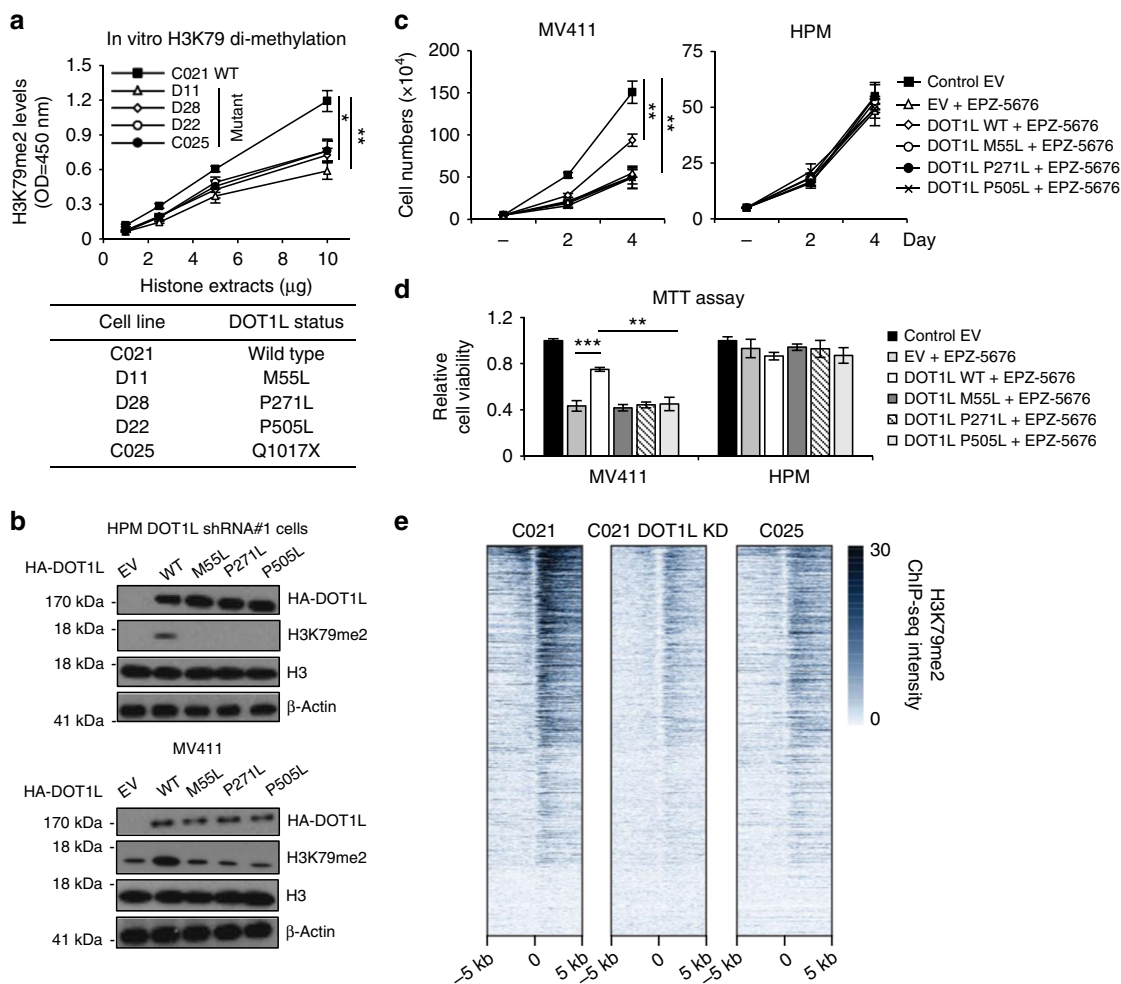 a
In vitro H3K79 di-methylation
H3K79me2 levels
(OD=450 nm)
1.5
1.2
0.9
0.6
0.3
0
C021 WT
D11
D28
D22
C025
Mutant
*
**
0 2 4 6 8 10
Histone extracts (µg)
Cell line DOT1L status
C021 Wild type
D11 M55L
D28 P271L
D22 P505L
C025 Q1017X
b
HPM DOT1L shRNA#1 cells
HA-DOT1L EV WT M55L P271L P505L
170 kDa - HA-DOT1L
18 kDa - H3K79me2
18 kDa - H3
41 kDa - β-Actin
MV411
HA-DOT1L EV WT M55L P271L P505L
170 kDa - HA-DOT1L
18 kDa - H3K79me2
18 kDa - H3
41 kDa - β-Actin
c
MV411
Cell numbers (×10⁴)
200
150
100
50
0
**
**
– 2 4
HPM
75
50
25
0
– 2 4 Day
Control EV
EV + EPZ-5676
DOT1L WT + EPZ-5676
DOT1L M55L + EPZ-5676
DOT1L P271L + EPZ-5676
DOT1L P505L + EPZ-5676
d
MTT assay
Relative
cell viability
1.2
0.8
0.4
0
***
**
MV411 HPM
Control EV
EV + EPZ-5676
DOT1L WT + EPZ-5676
DOT1L M55L + EPZ-5676
DOT1L P271L + EPZ-5676
DOT1L P505L + EPZ-5676
e
C021 C021 DOT1L KD C025
–5 kb 0 5 kb –5 kb 0 5 kb –5 kb 0 5 kb
30
0
H3K79me2
ChIP-seq intensity